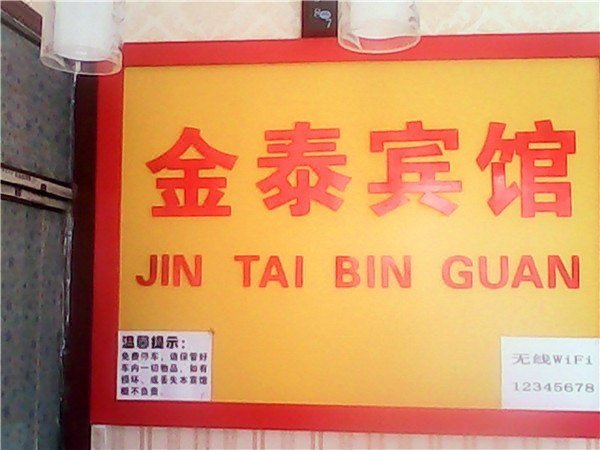 金泰宾馆
JIN TAI BIN GUAN
温馨提示:
免费停车,请保管好
车内一切物品,如有
损坏、或丢失本宾馆
概不负责
无线WiFi
12345678